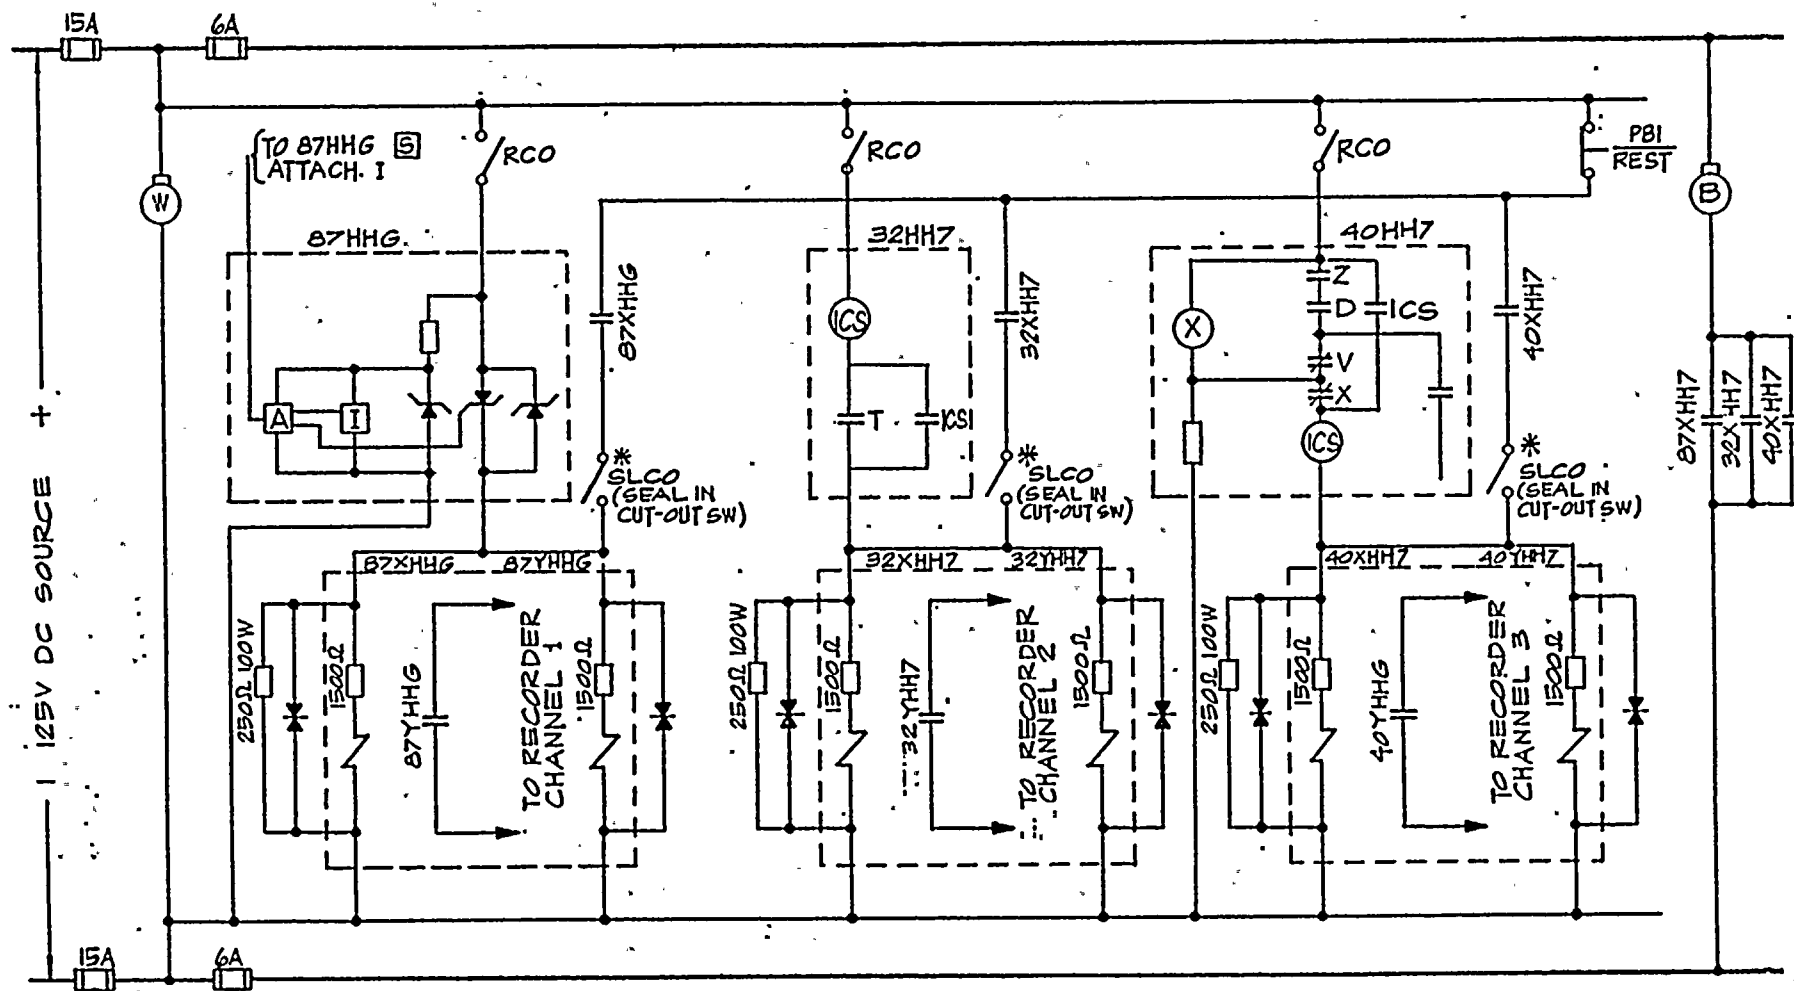 15A
6A
TO 87HHG S
ATTACH. I
RCO
RCO
RCO
PB1
REST
W
B
87HHG.
32HH7
40HH7
87XHHG
32XHH7
40XHH7
ICS
X
Z
D
ICS
V
X
A
I
T
ICS
ICS
*
SLCO
(SEAL IN
CUT-OUT SW)
*
SLCO
(SEAL IN
CUT-OUT SW)
*
SLCO
(SEAL IN
CUT-OUT SW)
87XHH7
32XHH7
40XHH7
+
125V DC SOURCE
87XHHG 87YHHG
32XHH7 32YHH7
40XHH7 40YHH7
250Ω 100W
1500Ω
87YHHG
TO RECORDER
CHANNEL 1
1500Ω
250Ω 100W
1500Ω
32YHH7
TO RECORDER
CHANNEL 2
1500Ω
250Ω 100W
1500Ω
40YHHG
TO RECORDER
CHANNEL 3
1500Ω
15A
6A